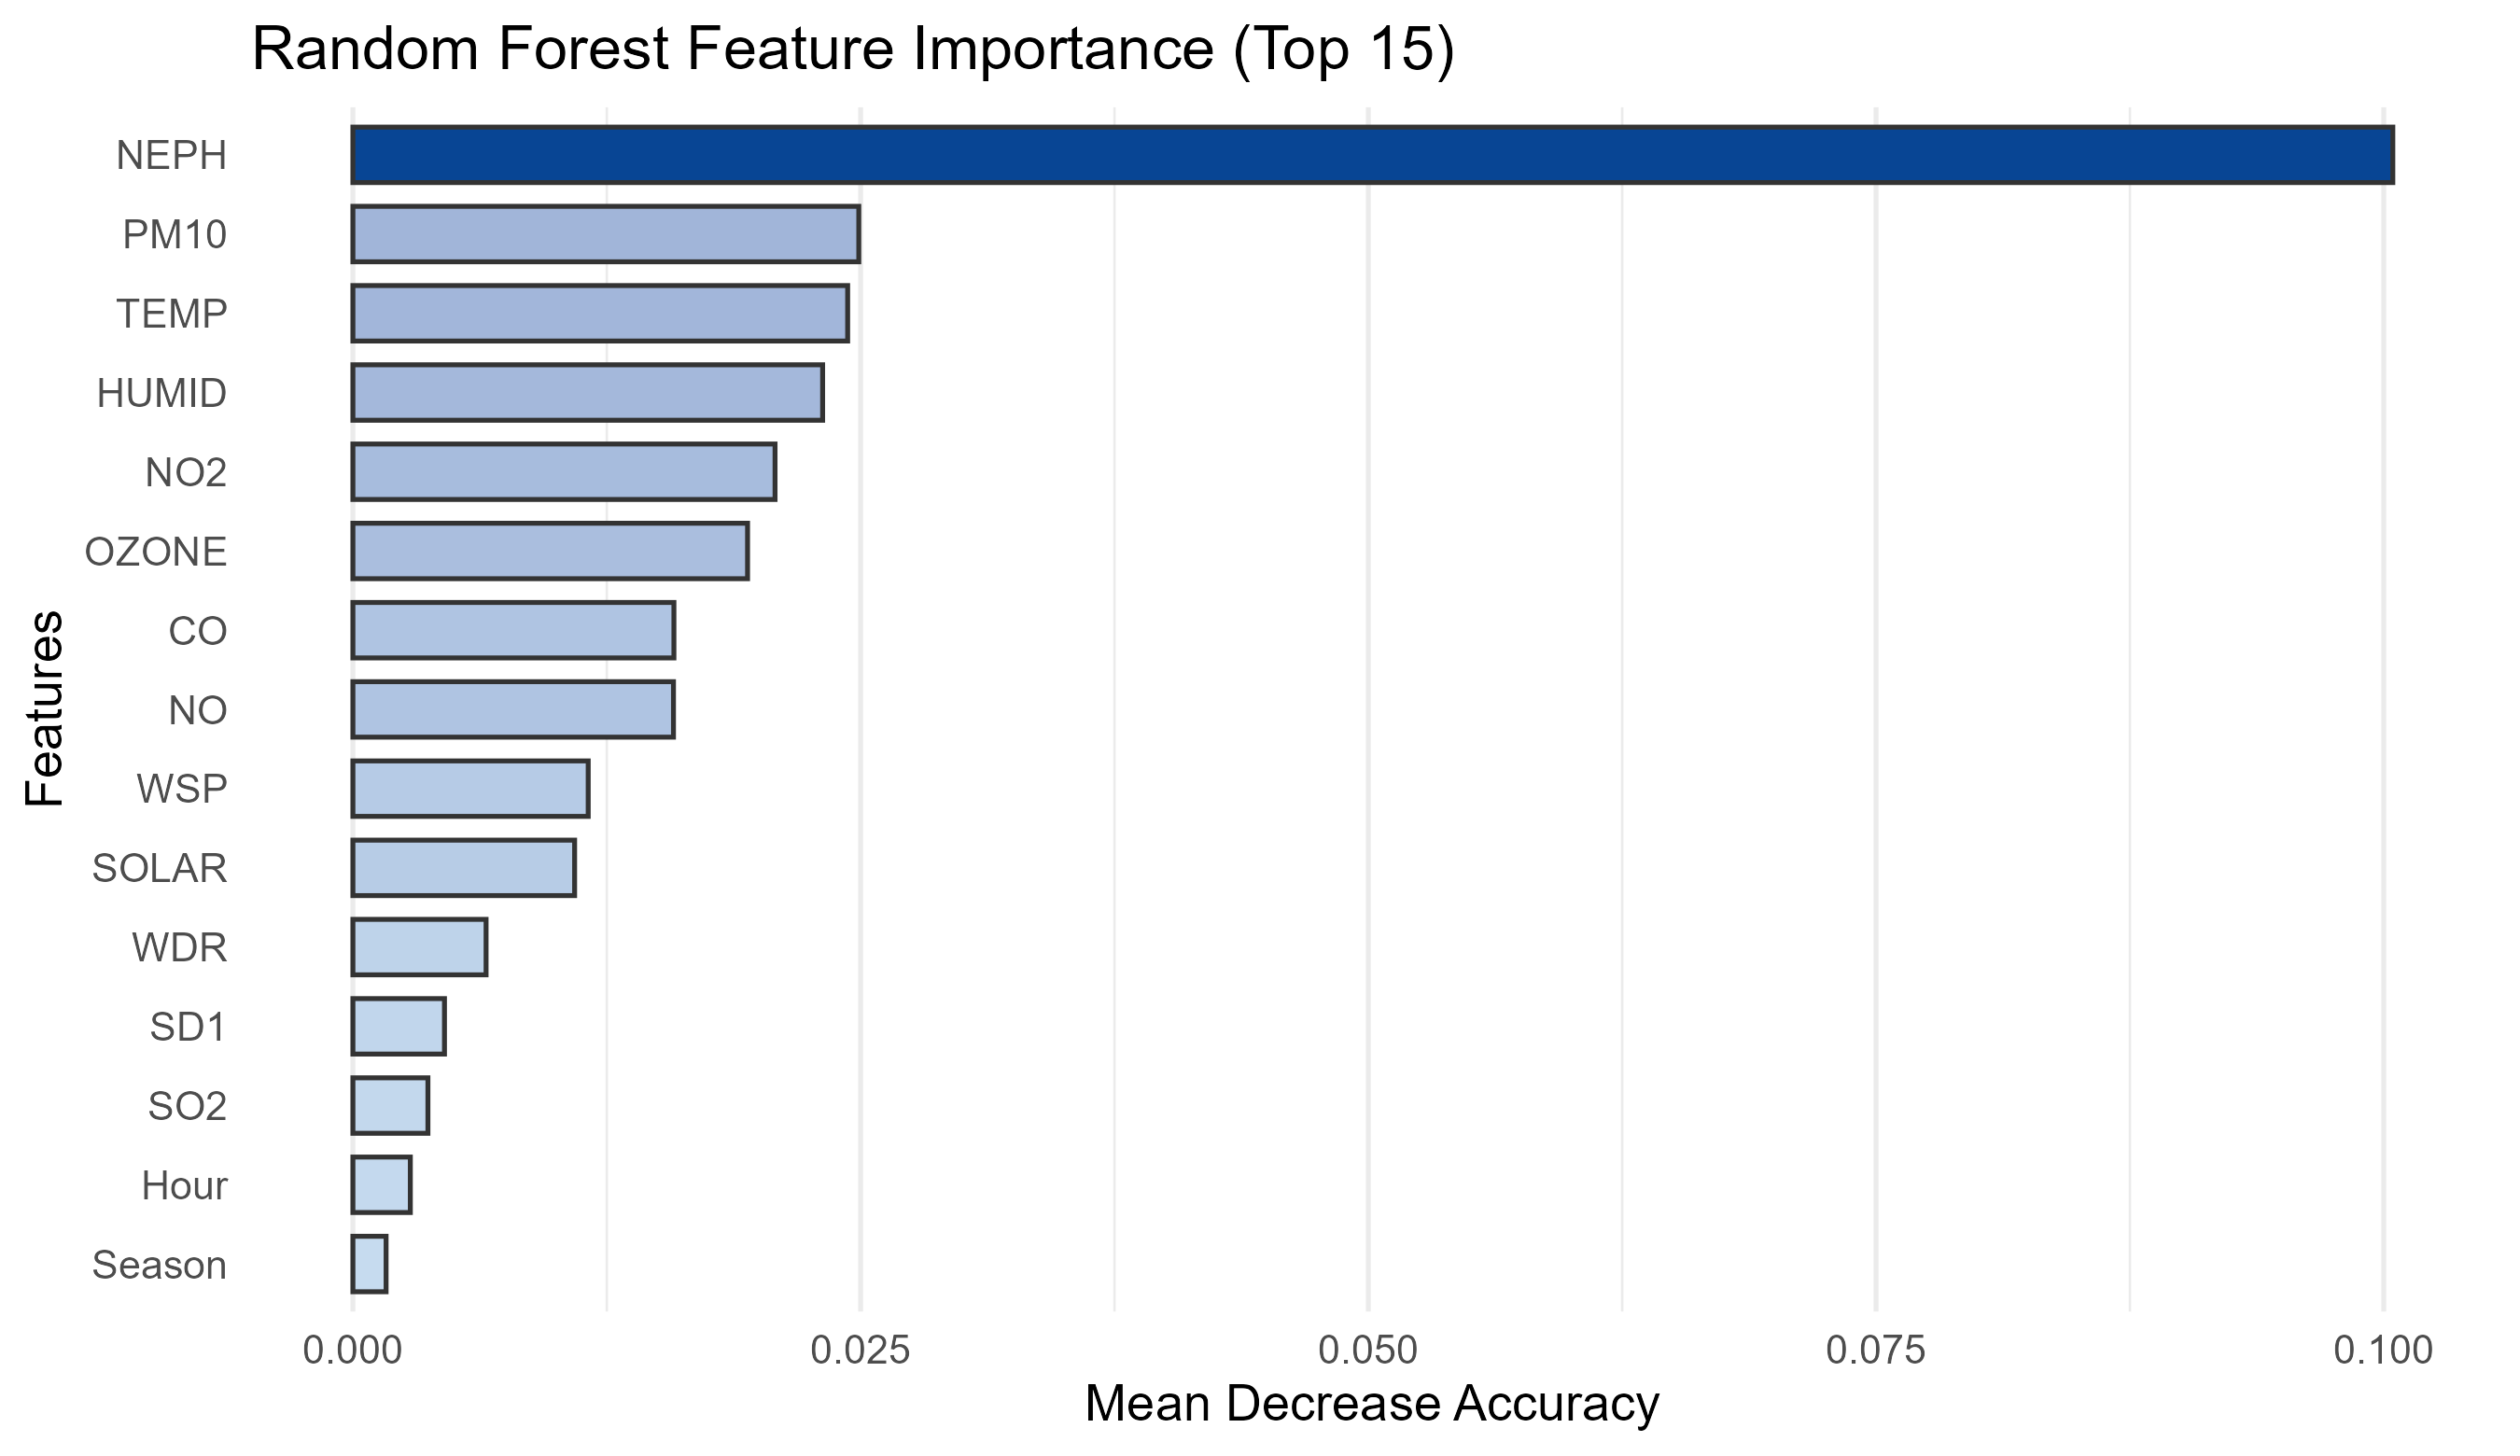 Random Forest Feature Importance (Top 15)
NEPH
PM10
TEMP
HUMID
NO2
OZONE
CO
NO
WSP
SOLAR
WDR
SD1
SO2
Hour
Season
Features
0.000 0.025 0.050 0.075 0.100
Mean Decrease Accuracy